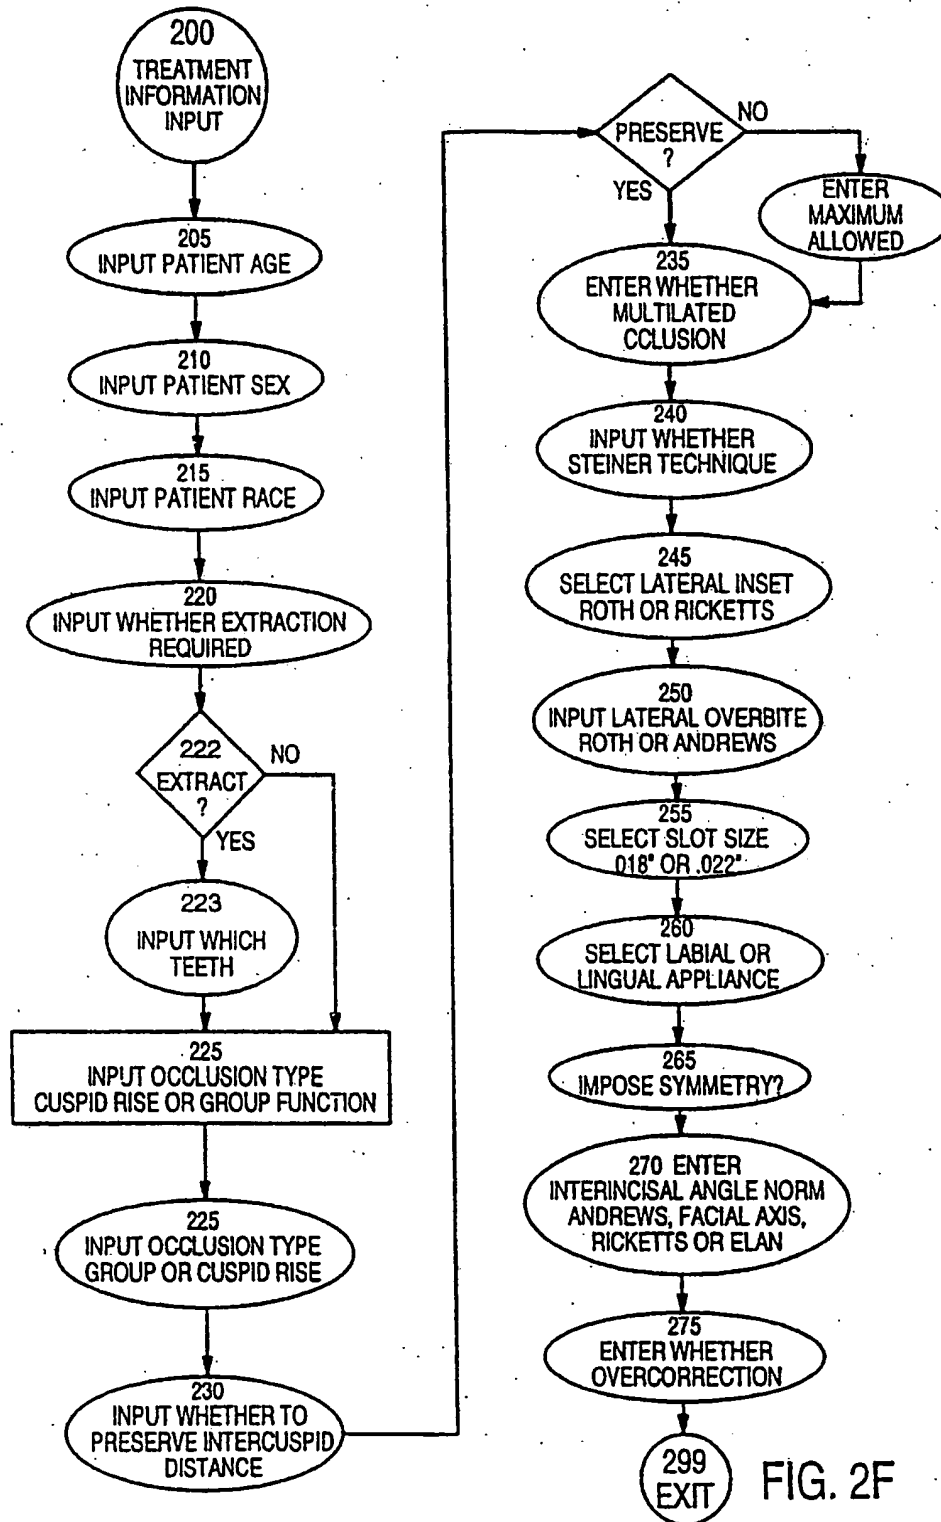 200
TREATMENT
INFORMATION
INPUT
205
INPUT PATIENT AGE
210
INPUT PATIENT SEX
215
INPUT PATIENT RACE
220
INPUT WHETHER EXTRACTION
REQUIRED
222
EXTRACT
?
NO
YES
223
INPUT WHICH
TEETH
225
INPUT OCCLUSION TYPE
CUSPID RISE OR GROUP FUNCTION
225
INPUT OCCLUSION TYPE
GROUP OR CUSPID RISE
230
INPUT WHETHER TO
PRESERVE INTERCUSPID
DISTANCE
PRESERVE
?
NO
YES
ENTER
MAXIMUM
ALLOWED
235
ENTER WHETHER
MULTILATED
CCLUSION
240
INPUT WHETHER
STEINER TECHNIQUE
245
SELECT LATERAL INSET
ROTH OR RICKETTS
250
INPUT LATERAL OVERBITE
ROTH OR ANDREWS
255
SELECT SLOT SIZE
.018" OR .022"
260
SELECT LABIAL OR
LINGUAL APPLIANCE
265
IMPOSE SYMMETRY?
270 ENTER
INTERINCISAL ANGLE NORM
ANDREWS, FACIAL AXIS,
RICKETTS OR ELAN
275
ENTER WHETHER
OVERCORRECTION
299
EXIT
FIG. 2F